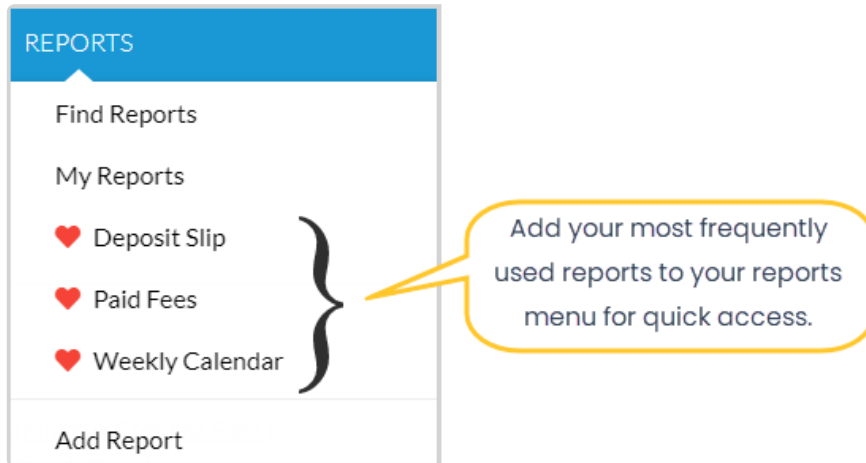 REPORTS
Find Reports
My Reports
Deposit Slip
Paid Fees
Weekly Calendar
Add Report
Add your most frequently
used reports to your reports
menu for quick access.